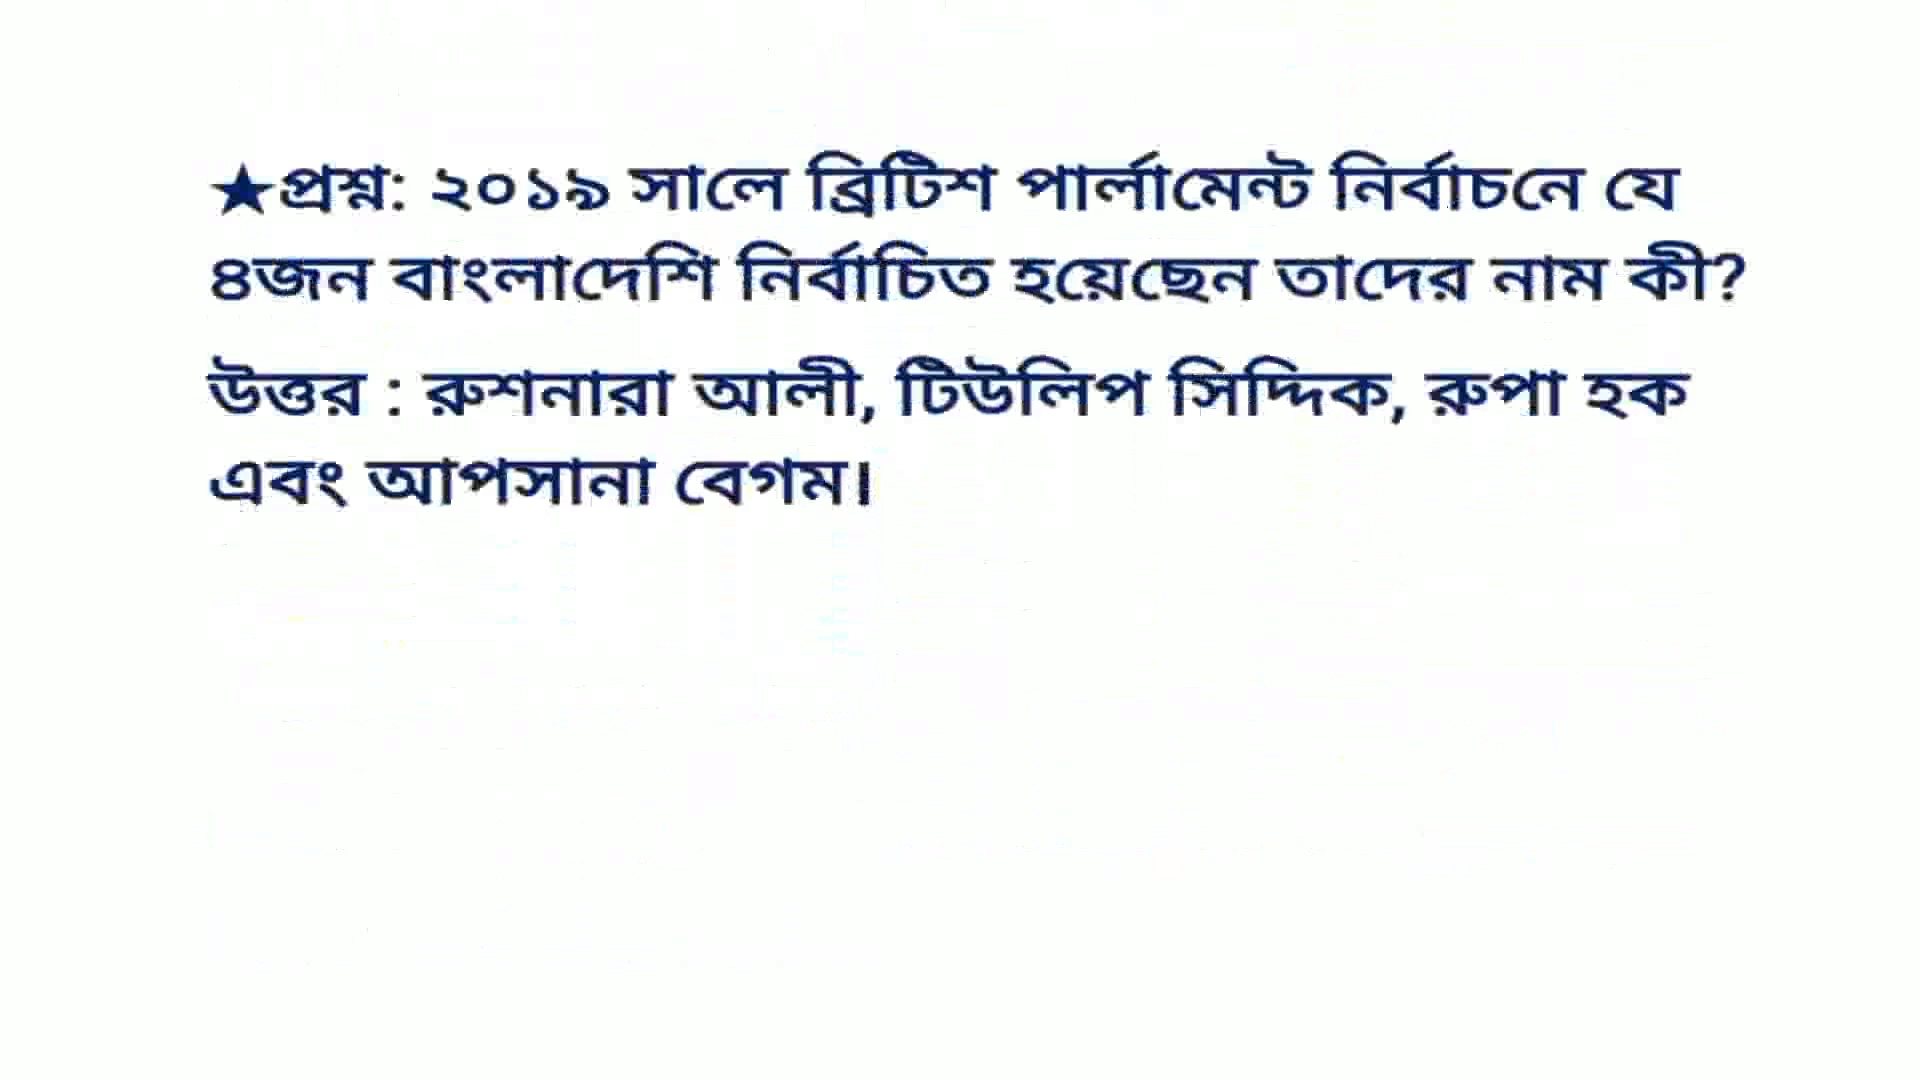 ★প্রশ্ন: ২০১৯ সালে ব্রিটিশ পার্লামেন্ট নির্বাচনে যে
৪জন বাংলাদেশি নির্বাচিত হয়েছেন তাদের নাম কী?
উত্তর : রুশনারা আলী, টিউলিপ সিদ্দিক, রুপা হক
এবং আপসানা বেগম।